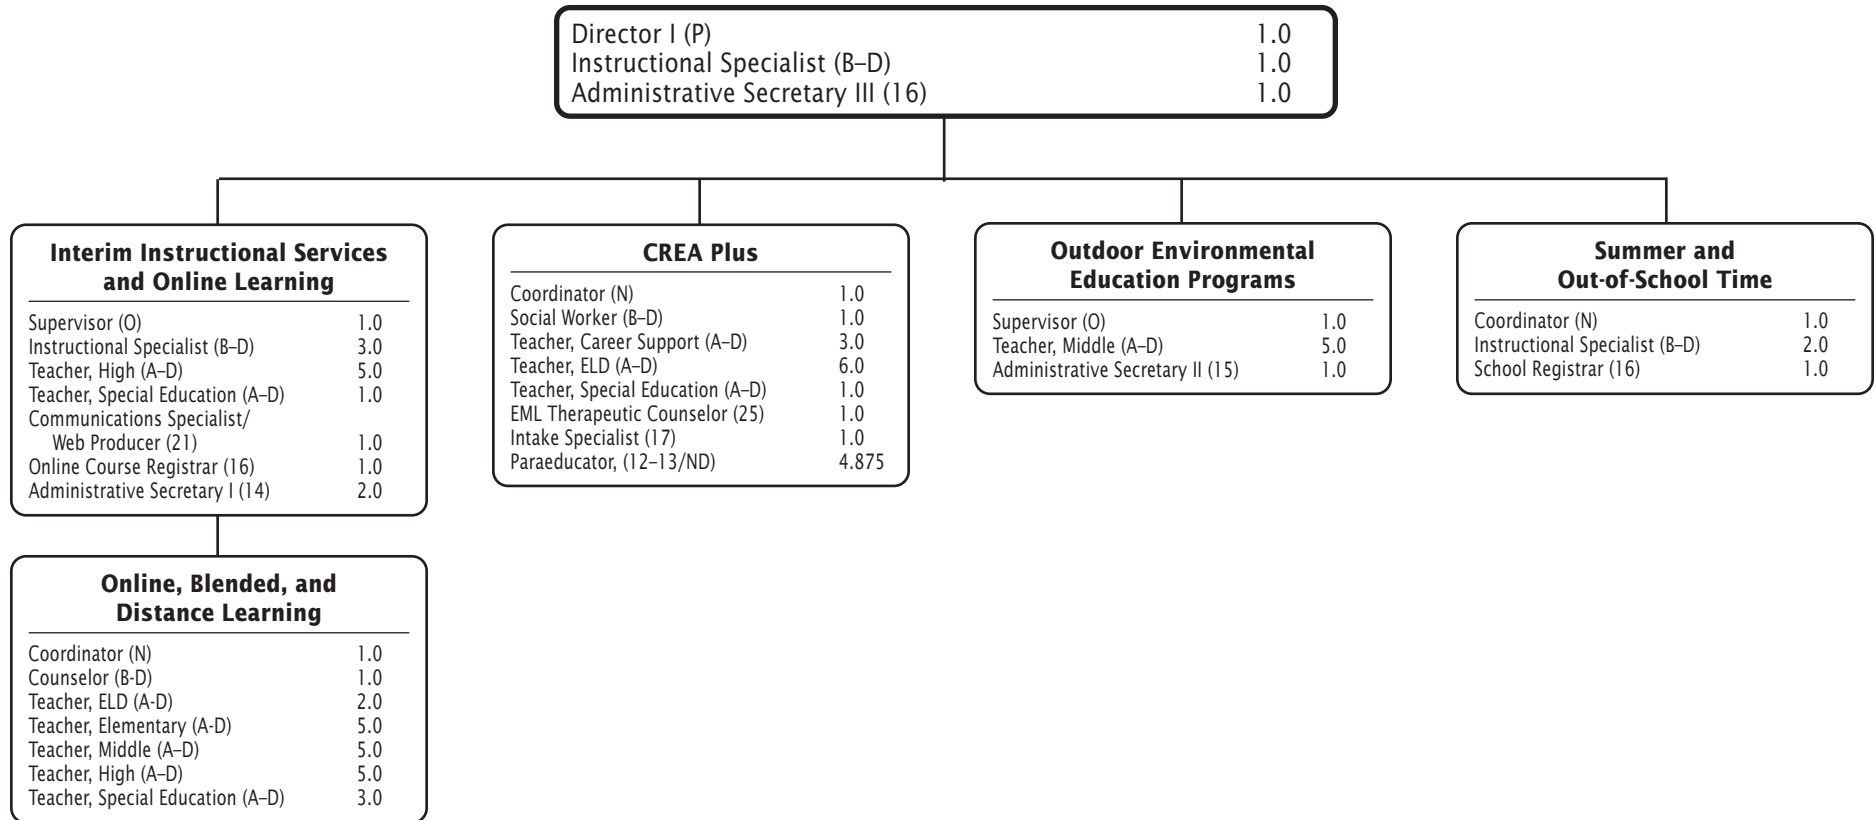 Director I (P) 1.0
Instructional Specialist (B–D) 1.0
Administrative Secretary III (16) 1.0
Interim Instructional Services
and Online Learning
Supervisor (O) 1.0
Instructional Specialist (B–D) 3.0
Teacher, High (A–D) 5.0
Teacher, Special Education (A–D) 1.0
Communications Specialist/
Web Producer (21) 1.0
Online Course Registrar (16) 1.0
Administrative Secretary I (14) 2.0
Online, Blended, and
Distance Learning
Coordinator (N) 1.0
Counselor (B-D) 1.0
Teacher, ELD (A-D) 2.0
Teacher, Elementary (A-D) 5.0
Teacher, Middle (A–D) 5.0
Teacher, High (A–D) 5.0
Teacher, Special Education (A–D) 3.0
CREA Plus
Coordinator (N) 1.0
Social Worker (B–D) 1.0
Teacher, Career Support (A–D) 3.0
Teacher, ELD (A–D) 6.0
Teacher, Special Education (A–D) 1.0
EML Therapeutic Counselor (25) 1.0
Intake Specialist (17) 1.0
Paraeducator, (12–13/ND) 4.875
Outdoor Environmental
Education Programs
Supervisor (O) 1.0
Teacher, Middle (A–D) 5.0
Administrative Secretary II (15) 1.0
Summer and
Out-of-School Time
Coordinator (N) 1.0
Instructional Specialist (B–D) 2.0
School Registrar (16) 1.0